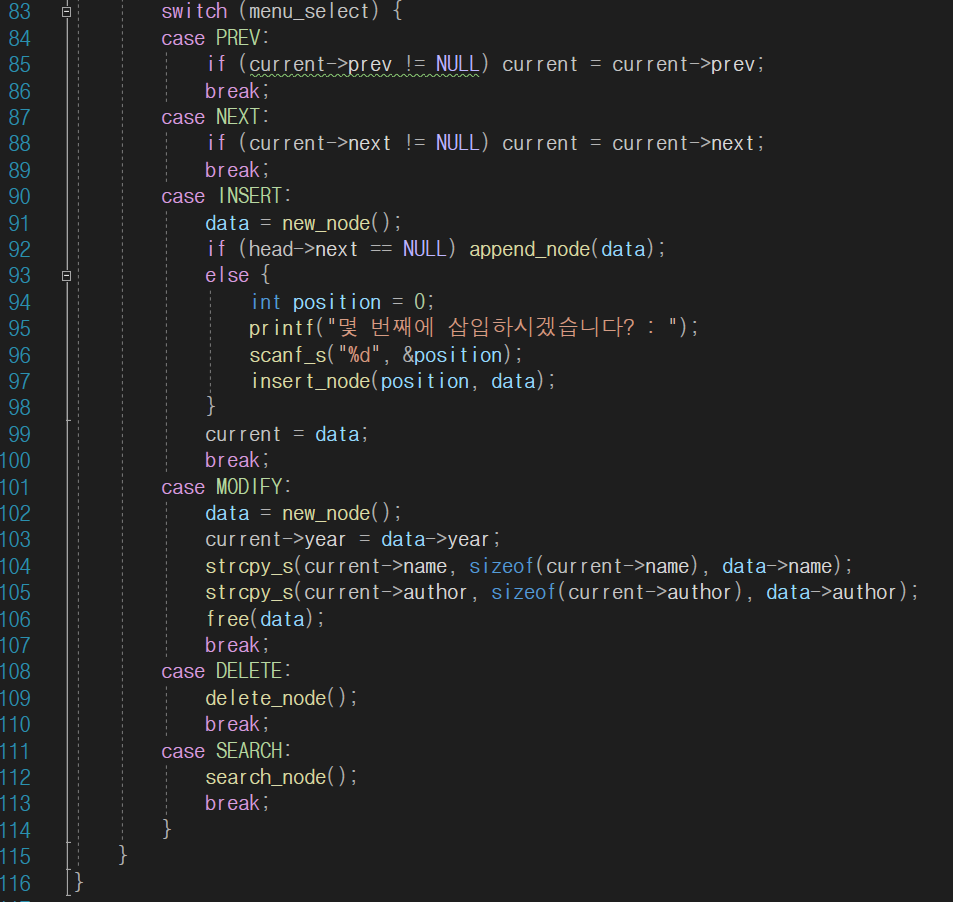 83 switch (menu_select) {
84 case PREV:
85 if (current->prev != NULL) current = current->prev;
86 break;
87 case NEXT:
88 if (current->next != NULL) current = current->next;
89 break;
90 case INSERT:
91 data = new_node();
92 if (head->next == NULL) append_node(data);
93 else {
94 int position = 0;
95 printf("몇 번째에 삽입하시겠습니다? : ");
96 scanf_s("%d", &position);
97 insert_node(position, data);
98 }
99 current = data;
100 break;
101 case MODIFY:
102 data = new_node();
103 current->year = data->year;
104 strcpy_s(current->name, sizeof(current->name), data->name);
105 strcpy_s(current->author, sizeof(current->author), data->author);
106 free(data);
107 break;
108 case DELETE:
109 delete_node();
110 break;
111 case SEARCH:
112 search_node();
113 break;
114 }
115 }
116 }